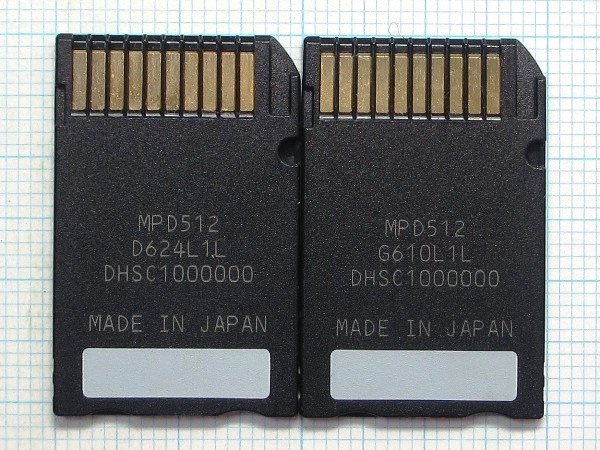 MPD512
D624L1L
DHSC1000000
MADE IN JAPAN
MPD512
G610L1L
DHSC1000000
MADE IN JAPAN